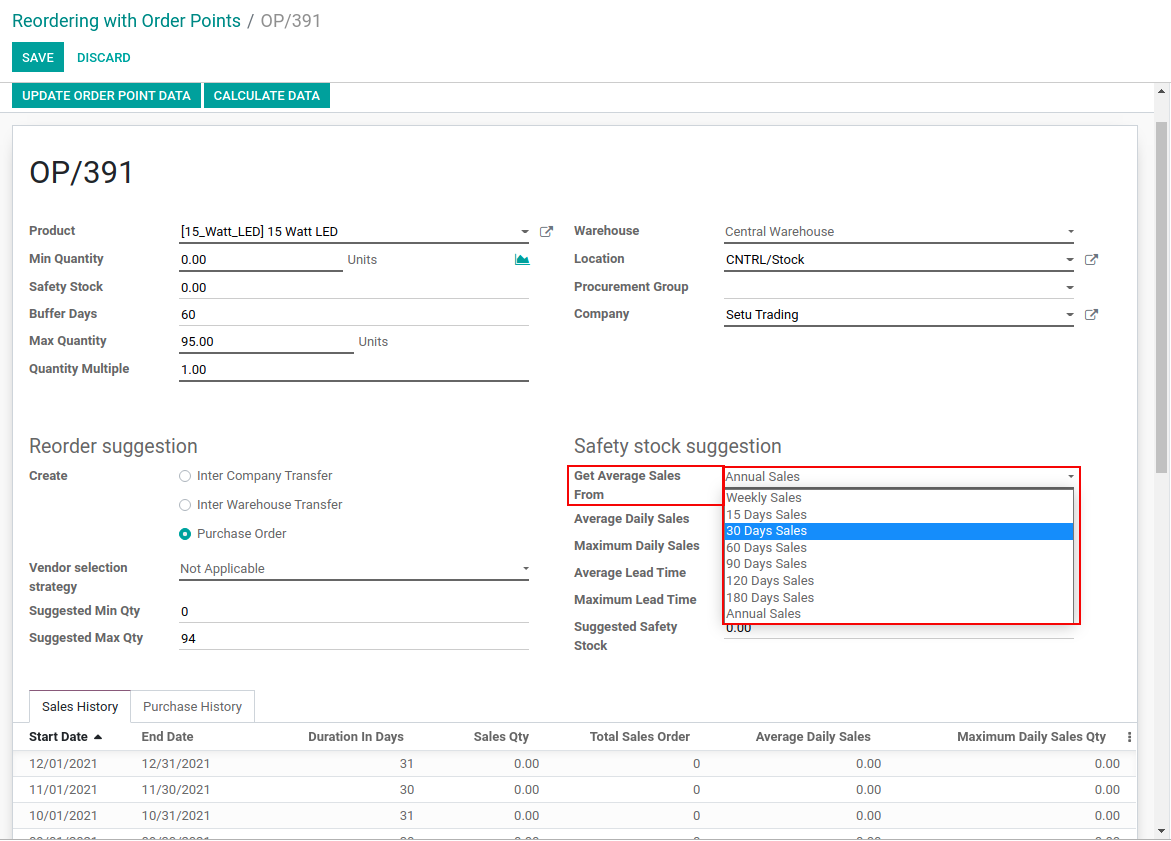 Reordering with Order Points / OP/391
SAVE DISCARD
UPDATE ORDER POINT DATA CALCULATE DATA
OP/391
Product [15_Watt_LED] 15 Watt LED
Min Quantity 0.00 Units
Safety Stock 0.00
Buffer Days 60
Max Quantity 95.00 Units
Quantity Multiple 1.00
Warehouse Central Warehouse
Location CNTRL/Stock
Procurement Group
Company Setu Trading
Reorder suggestion
Create Inter Company Transfer
Inter Warehouse Transfer
Purchase Order
Vendor selection strategy Not Applicable
Suggested Min Qty 0
Suggested Max Qty 94
Safety stock suggestion
Get Average Sales From Annual Sales
Weekly Sales
15 Days Sales
30 Days Sales
60 Days Sales
90 Days Sales
120 Days Sales
180 Days Sales
Annual Sales
Average Daily Sales
Maximum Daily Sales
Average Lead Time
Maximum Lead Time
Suggested Safety Stock 0.00
Sales History Purchase History
Start Date End Date Duration In Days Sales Qty Total Sales Order Average Daily Sales Maximum Daily Sales Qty
12/01/2021 12/31/2021 31 0.00 0 0.00 0.00
11/01/2021 11/30/2021 30 0.00 0 0.00 0.00
10/01/2021 10/31/2021 31 0.00 0 0.00 0.00